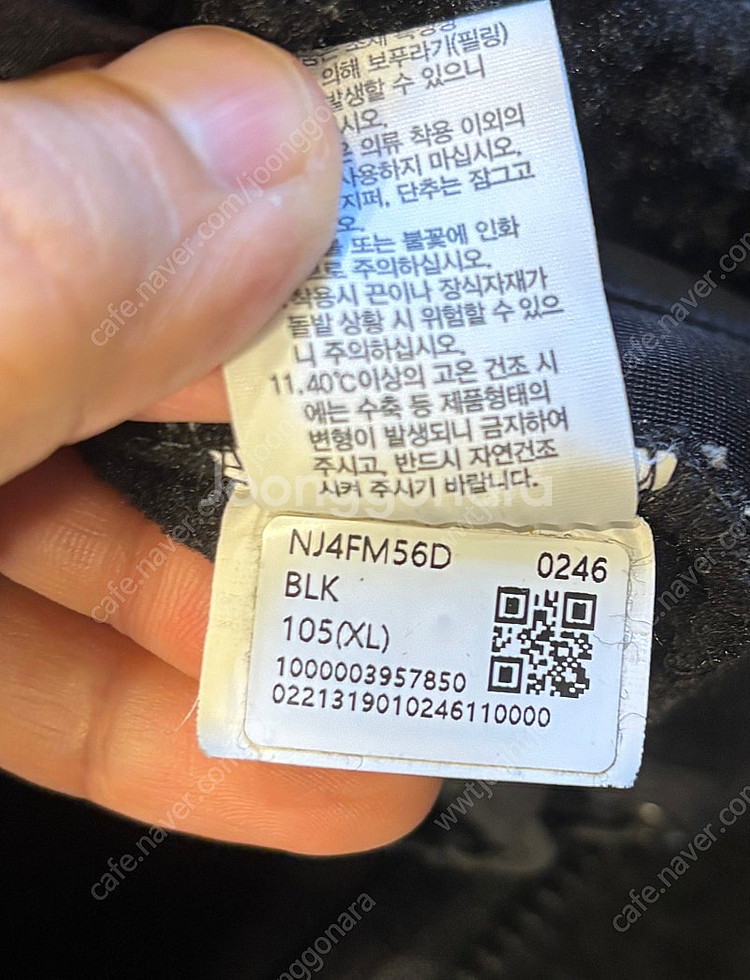 의해 보푸라기(필링)
발생할 수 있으니
시오.
의류 착용 이외의
사용하지 마십시오.
지퍼, 단추는 잠그고
오.
또는 불꽃에 인화
므로 주의하십시오.
착용시 끈이나 장식자재가
돌발 상황 시 위험할 수 있으
니 주의하십시오.
11.40℃이상의 고온 건조 시
에는 수축 등 제품형태의
변형이 발생되니 금지하여
주시고, 반드시 자연건조
시켜 주시기 바랍니다.
Joonggonara
NJ4FM56D 0246
BLK
105(XL)
1000003957850
0221319010246110000
cafe.naver.com/joonggonara